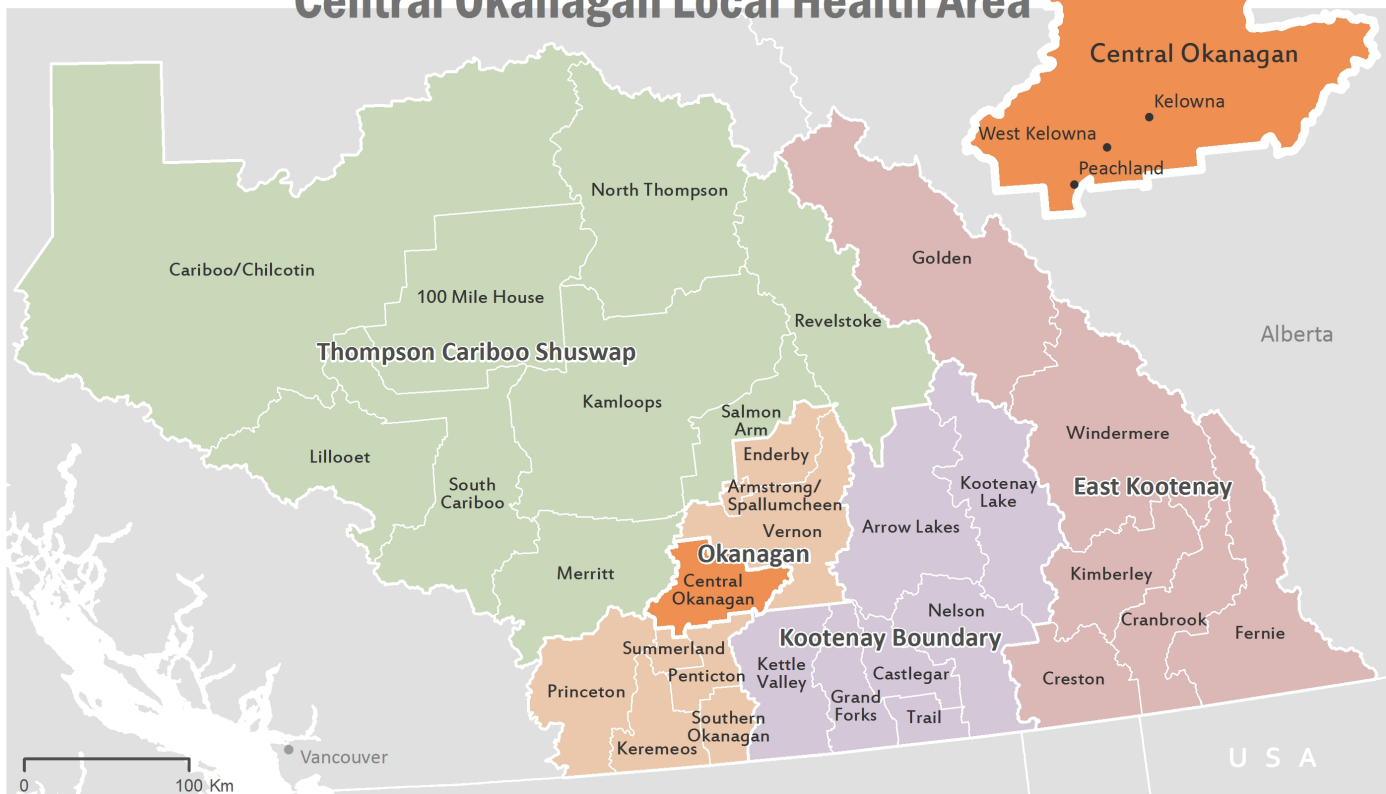 Central Okanagan Local Health Area
Central Okanagan
Kelowna
West Kelowna
Peachland
North Thompson
Golden
Cariboo/Chilcotin
100 Mile House
Revelstoke
Alberta
Thompson Cariboo Shuswap
Kamloops
Salmon
Arm
Windermere
Enderby
Lillooet
South
Cariboo
Armstrong/
Spallumcheen
Kootenay
Lake
East Kootenay
Arrow Lakes
Vernon
Okanagan
Merritt
Central
Okanagan
Kimberley
Nelson
Cranbrook
Kootenay Boundary
Fernie
Summerland
Kettle
Valley
Penticton
Castlegar
Creston
Princeton
Grand
Forks
Trail
Southern
Okanagan
Keremeos
Vancouver
U S A
0
100 Km